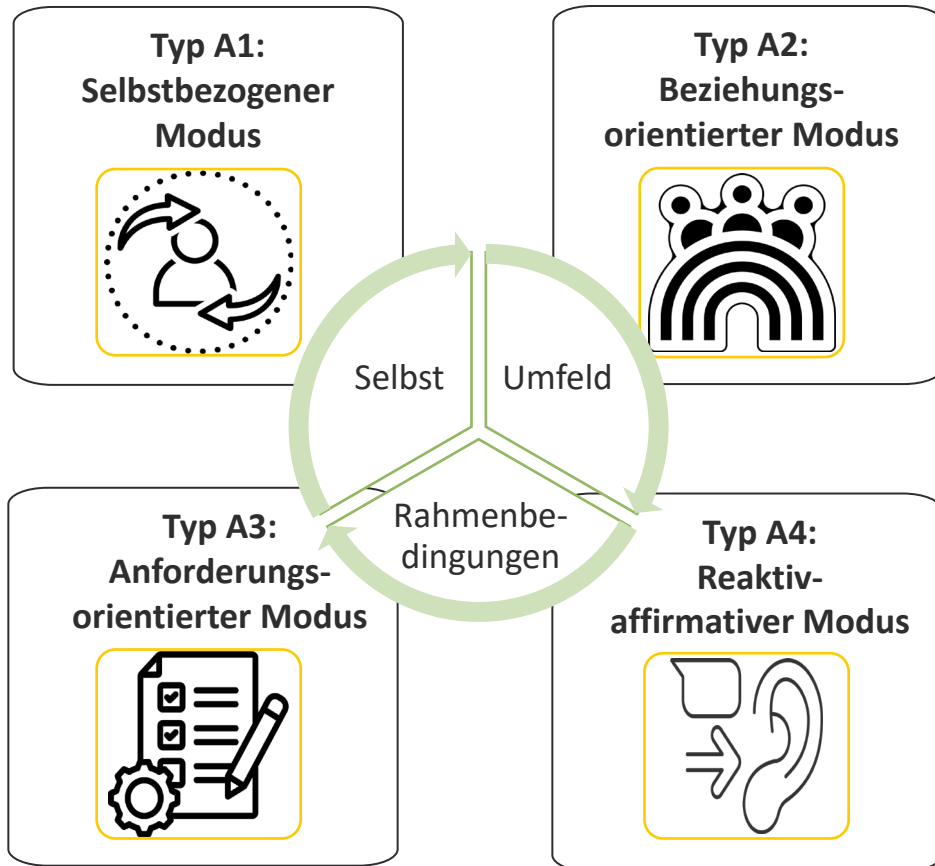 Typ A1:
Selbstbezogener
Modus
Typ A2:
Beziehungs-
orientierter Modus
Selbst
Umfeld
Rahmenbe-
dingungen
Typ A3:
Anforderungs-
orientierter Modus
Typ A4:
Reaktiv-
affirmativer Modus